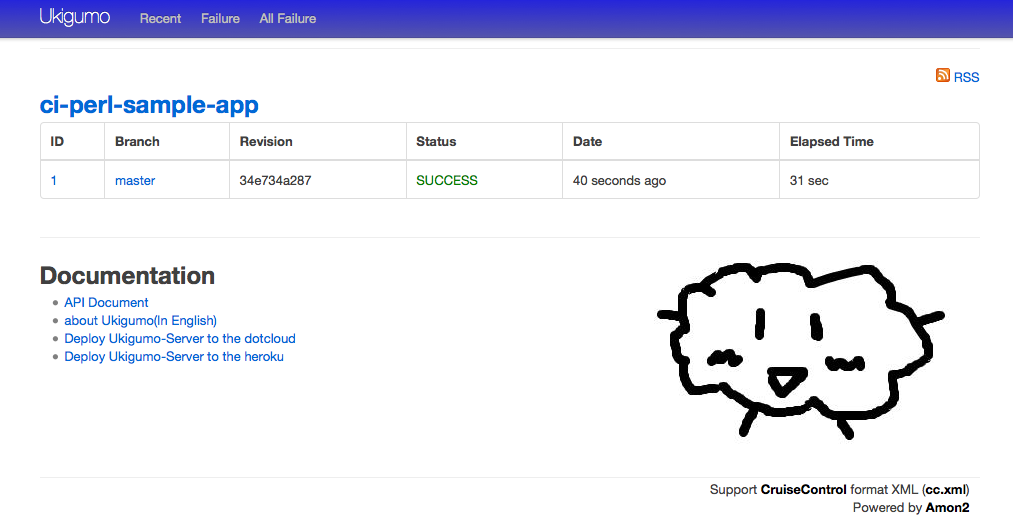 Ukigumo Recent Failure All Failure
RSS
ci-perl-sample-app
ID Branch Revision Status Date Elapsed Time
1 master 34e734a287 SUCCESS 40 seconds ago 31 sec
Documentation
API Document
about Ukigumo(In English)
Deploy Ukigumo-Server to the dotcloud
Deploy Ukigumo-Server to the heroku
Support CruiseControl format XML (cc.xml)
Powered by Amon2